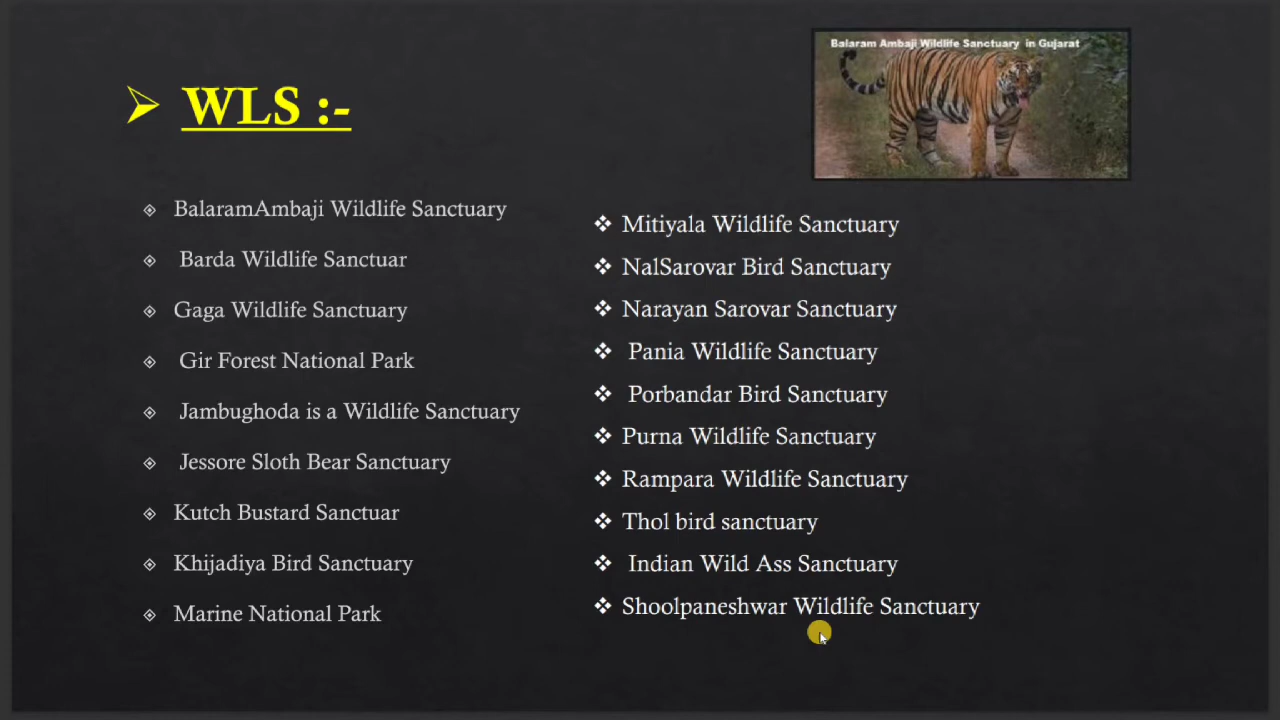 Balaram Ambaji Wildlife Sanctuary in Gujarat
WLS :-
BalaramAmbaji Wildlife Sanctuary
Barda Wildlife Sanctuar
Gaga Wildlife Sanctuary
Gir Forest National Park
Jambughoda is a Wildlife Sanctuary
Jessore Sloth Bear Sanctuary
Kutch Bustard Sanctuar
Khijadiya Bird Sanctuary
Marine National Park
Mitiyala Wildlife Sanctuary
NalSarovar Bird Sanctuary
Narayan Sarovar Sanctuary
Pania Wildlife Sanctuary
Porbandar Bird Sanctuary
Purna Wildlife Sanctuary
Rampara Wildlife Sanctuary
Thol bird sanctuary
Indian Wild Ass Sanctuary
Shoolpaneshwar Wildlife Sanctuary